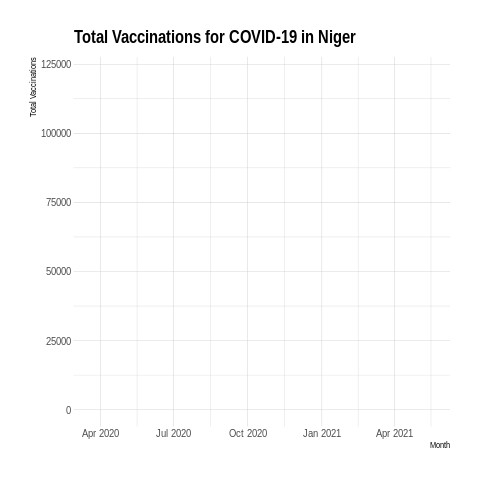 Total Vaccinations for COVID-19 in Niger
Total Vaccinations
125000
100000
75000
50000
25000
0
Apr 2020 Jul 2020 Oct 2020 Jan 2021 Apr 2021
Month